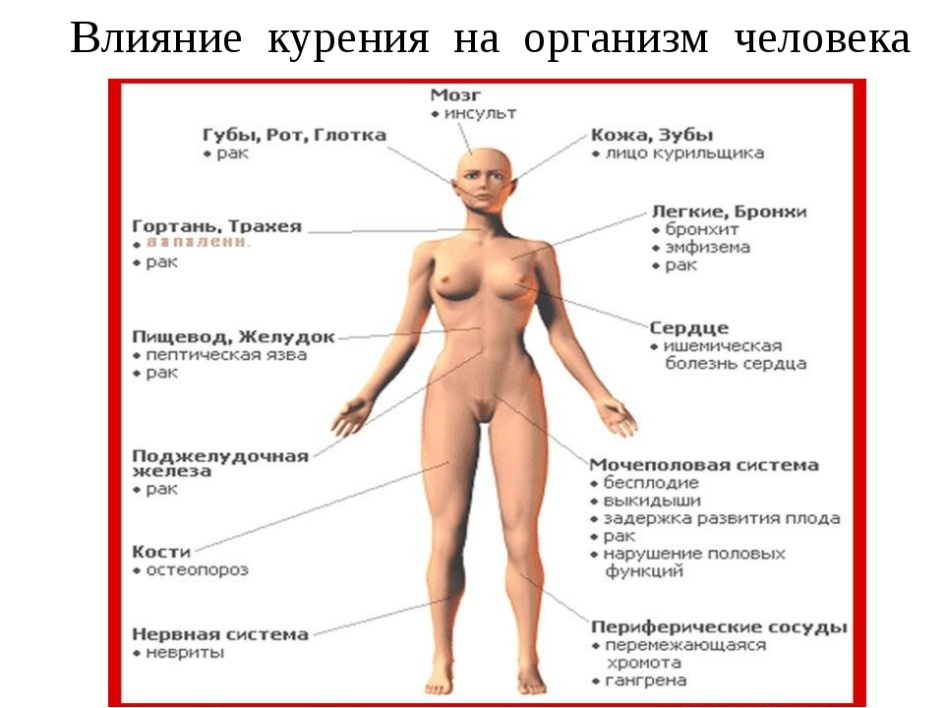 Влияние курения на организм человека
Мозг
• инсульт
Губы, Рот, Глотка
• рак
Кожа, Зубы
• лицо курильщика
Гортань, Трахея
•
• рак
Легкие, Бронхи
• бронхит
• эмфизема
• рак
Пищевод, Желудок
• пептическая язва
• рак
Сердце
• ишемическая
болезнь сердца
Поджелудочная
железа
• рак
Мочеполовая система
• бесплодие
• выкидыши
• задержка развития плода
• рак
• нарушение половых
функций
Кости
• остеопороз
Нервная система
• невриты
Периферические сосуды
• перемежающаяся
хромота
• гангрена